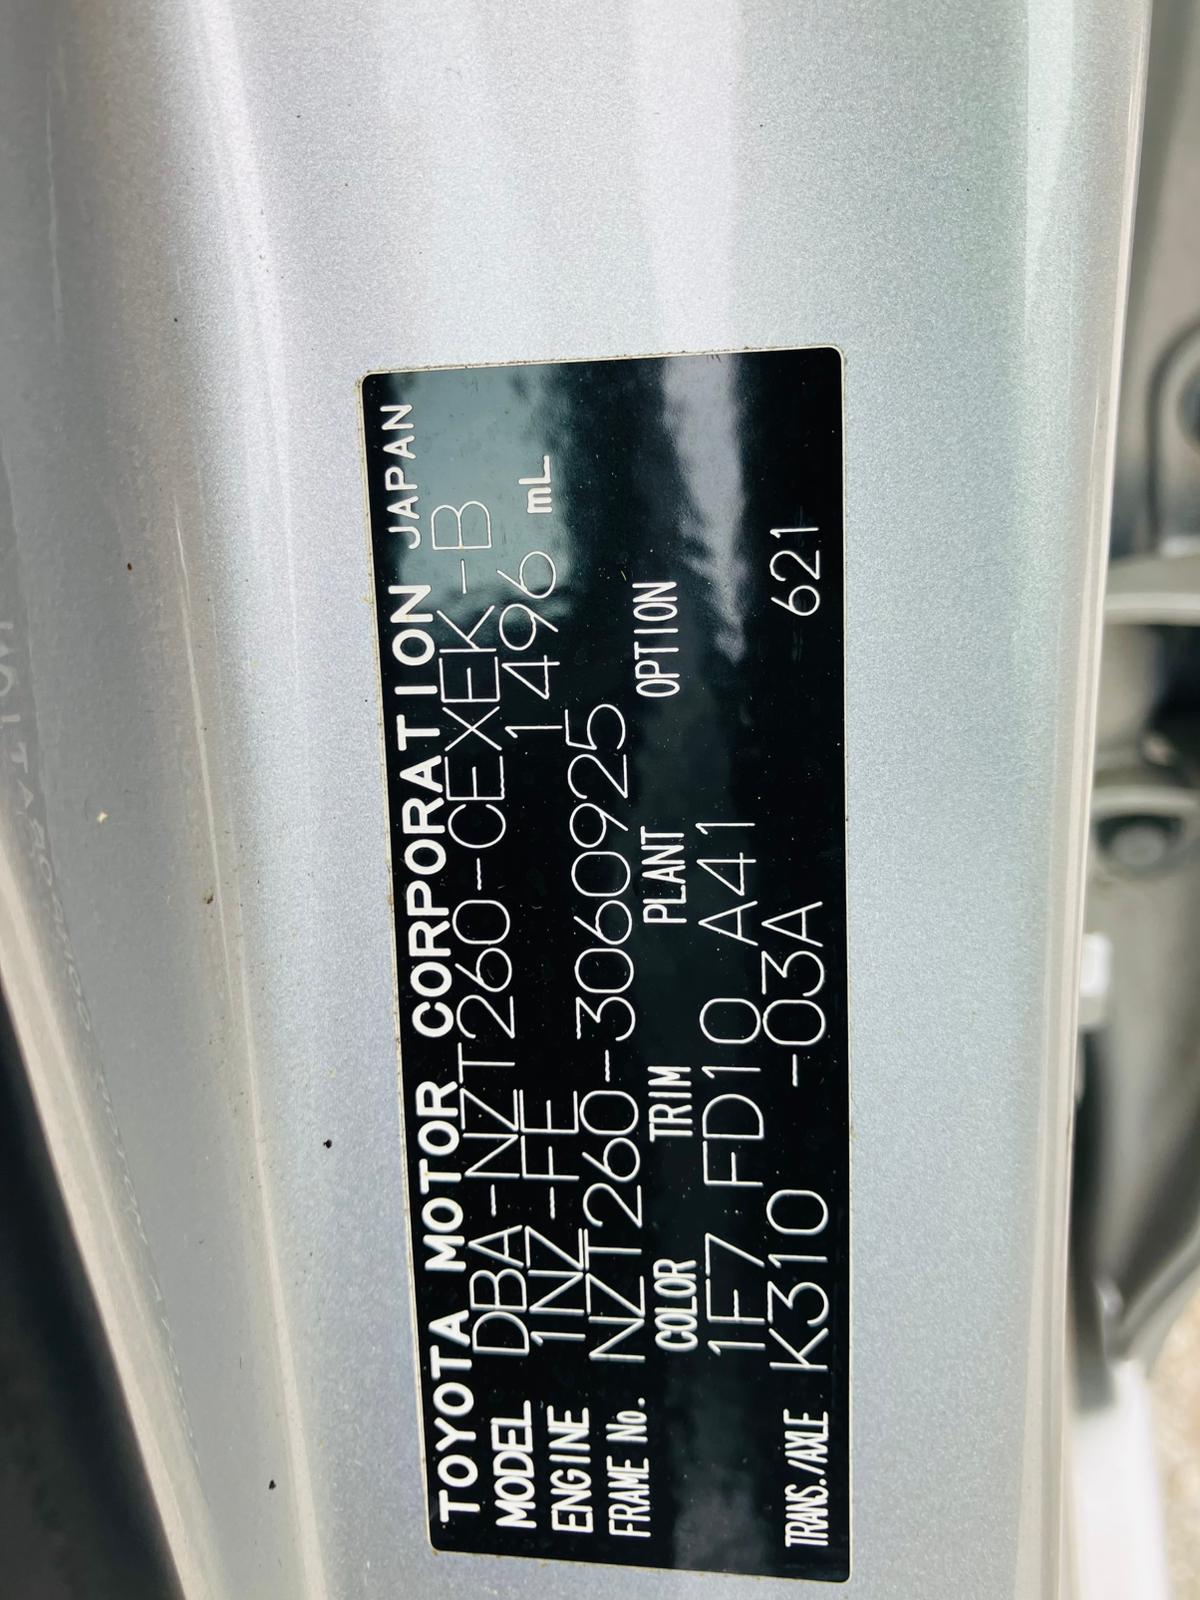 TOYOTA MOTOR CORPORATION JAPAN
MODEL DBA-NZT260-CEXEK-B
ENGINE 1NZ-FE 1496 mL
FRAME No. NZT260-3060925
COLOR TRIM PLANT OPTION
1F7 FD10 A41
TRANS./AXLE K310 -03A 621